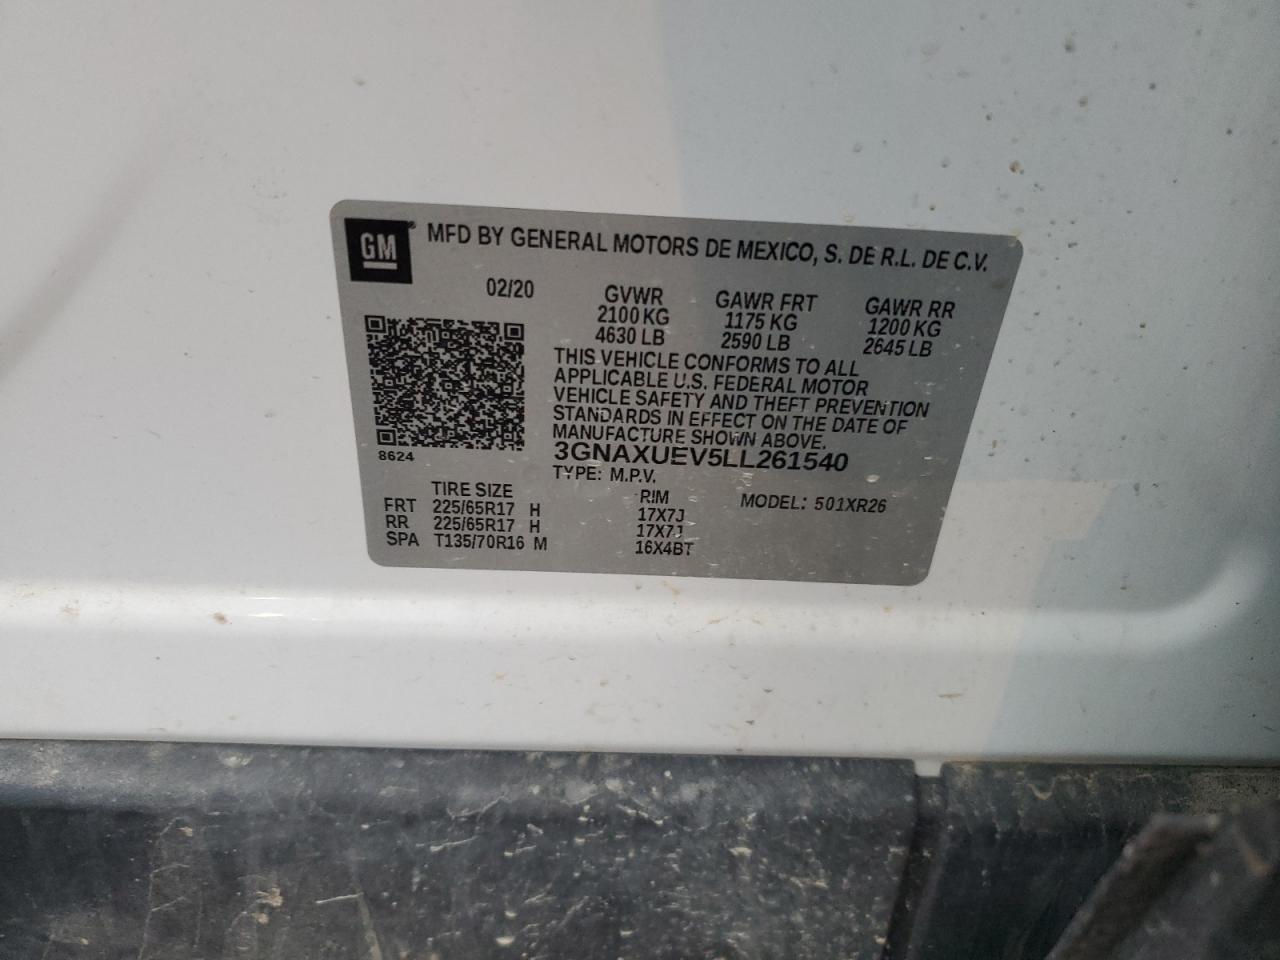 GM
MFD BY GENERAL MOTORS DE MEXICO, S. DE R.L. DE C.V.
02/20 GVWR GAWR FRT GAWR RR
2100 KG 1175 KG 1200 KG
4630 LB 2590 LB 2645 LB
THIS VEHICLE CONFORMS TO ALL
APPLICABLE U.S. FEDERAL MOTOR
VEHICLE SAFETY AND THEFT PREVENTION
STANDARDS IN EFFECT ON THE DATE OF
MANUFACTURE SHOWN ABOVE.
8624 3GNAXUEV5LL261540
TYPE: M.P.V.
TIRE SIZE RIM MODEL: 501XR26
FRT 225/65R17 H 17X7J
RR 225/65R17 H 17X7J
SPA T135/70R16 M 16X4BT